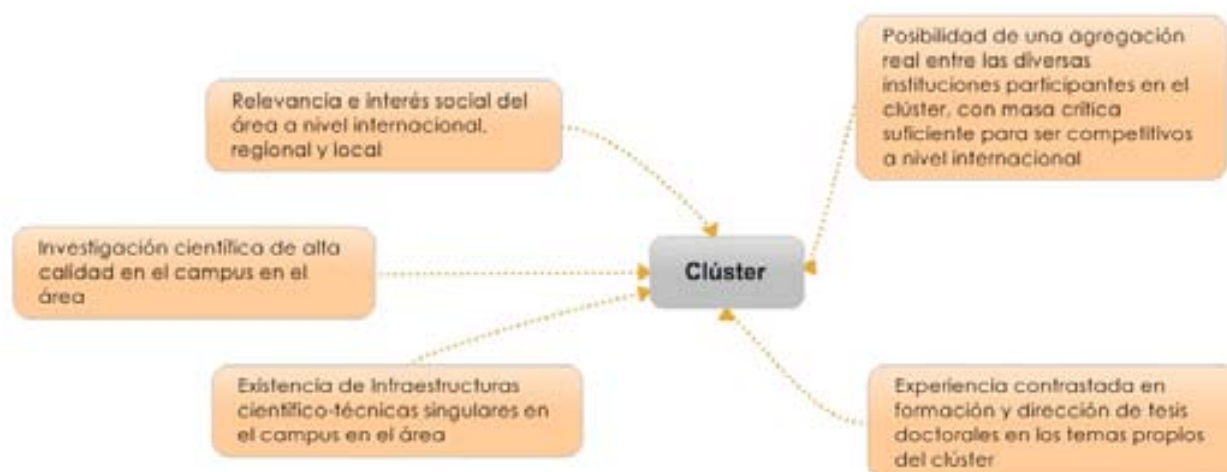 Relevancia e interés social del
área a nivel internacional,
regional y local
Posibilidad de una agregación
real entre las diversas
instituciones participantes en el
clúster, con masa crítica
suficiente para ser competitivos
a nivel internacional
Investigación científica de alta
calidad en el campus en el
área
Clúster
Existencia de Infraestructuras
científico-técnicas singulares en
el campus en el área
Experiencia contrastada en
formación y dirección de tesis
doctorales en los temas propios
del clúster